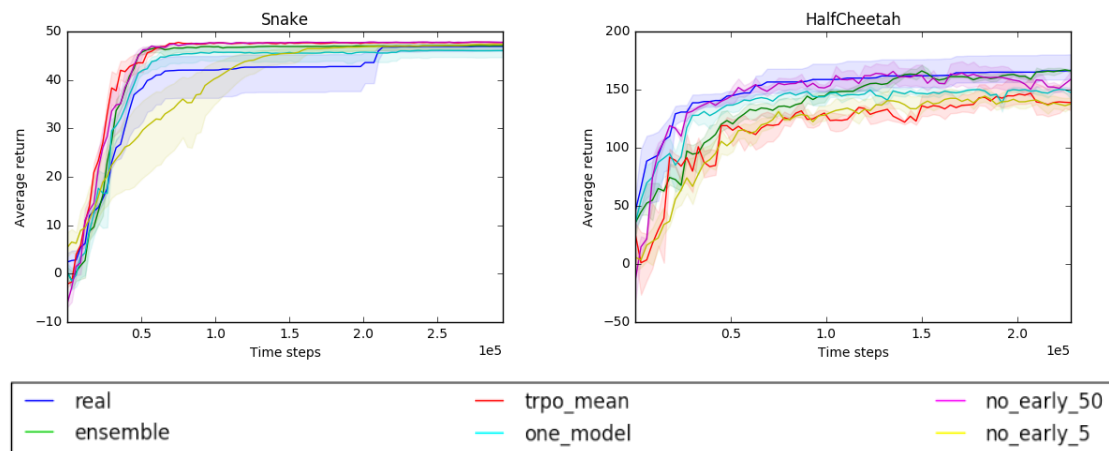 Snake
50
40
30
20
10
0
-10
Average return
0.5 1.0 1.5 2.0 2.5
1e5
Time steps
HalfCheetah
200
150
100
50
0
-50
Average return
0.5 1.0 1.5 2.0
1e5
Time steps
real trpo_mean no_early_50
ensemble one_model no_early_5